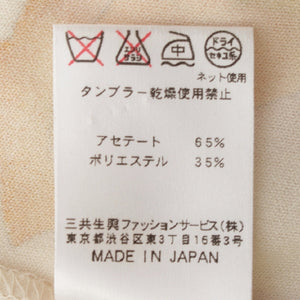 エンソ
サラシ
中
ドライ
セキユ系
ネット使用
タンブラー乾燥使用禁止
アセテート 65%
ポリエステル 35%
三共生興ファッションサービス(株)
東京都渋谷区東3丁目16番3号
MADE IN JAPAN